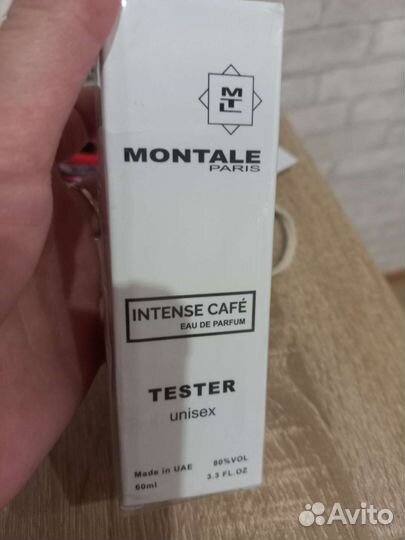 MTL
MONTALE
PARIS
INTENSE CAFÉ
EAU DE PARFUM
TESTER
unisex
Made in UAE 80%VOL
60ml 3.3 FL.OZ
Avito